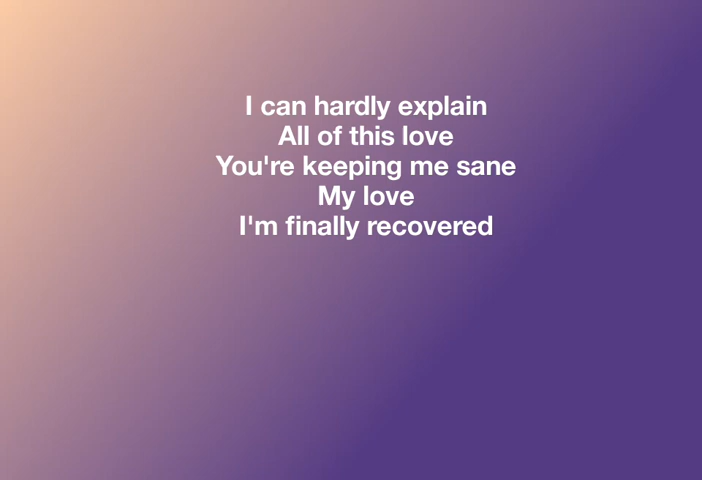 I can hardly explain
All of this love
You're keeping me sane
My love
I'm finally recovered